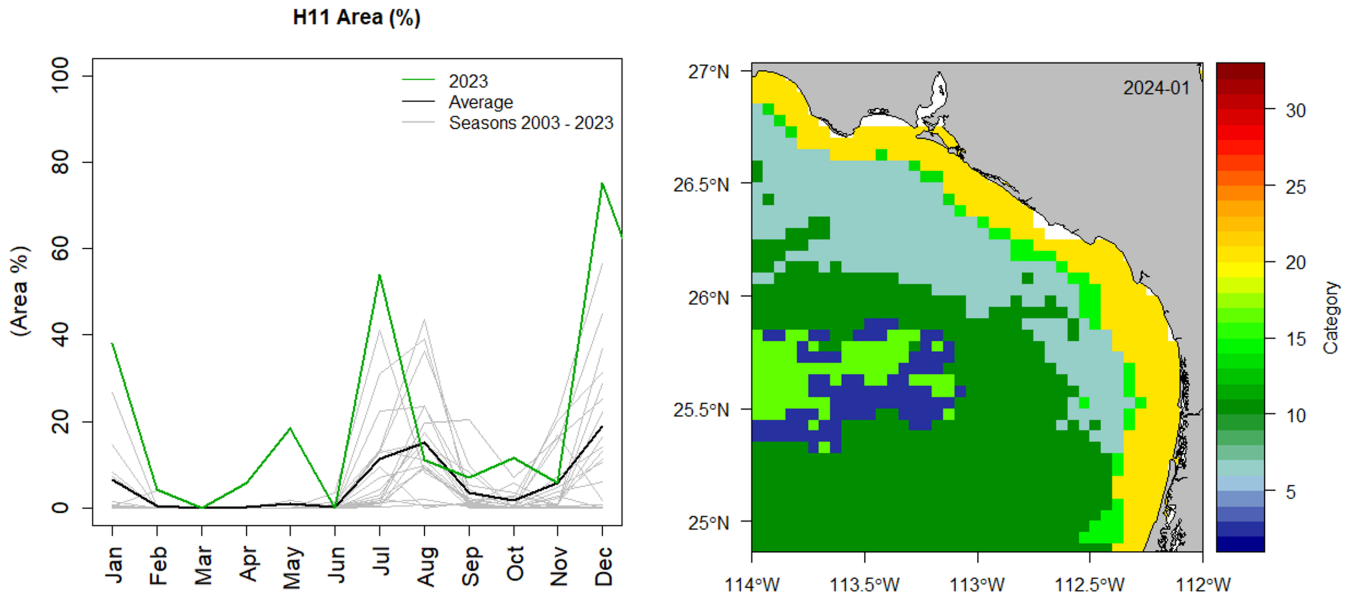 H11 Area (%)
(Area %)
100
80
60
40
20
0
2023
Average
Seasons 2003 - 2023
Jan Feb Mar Apr May Jun Jul Aug Sep Oct Nov Dec
2024-01
27°N
26.5°N
26°N
25.5°N
25°N
114°W 113.5°W 113°W 112.5°W 112°W
30
25
20
15
10
5
Category